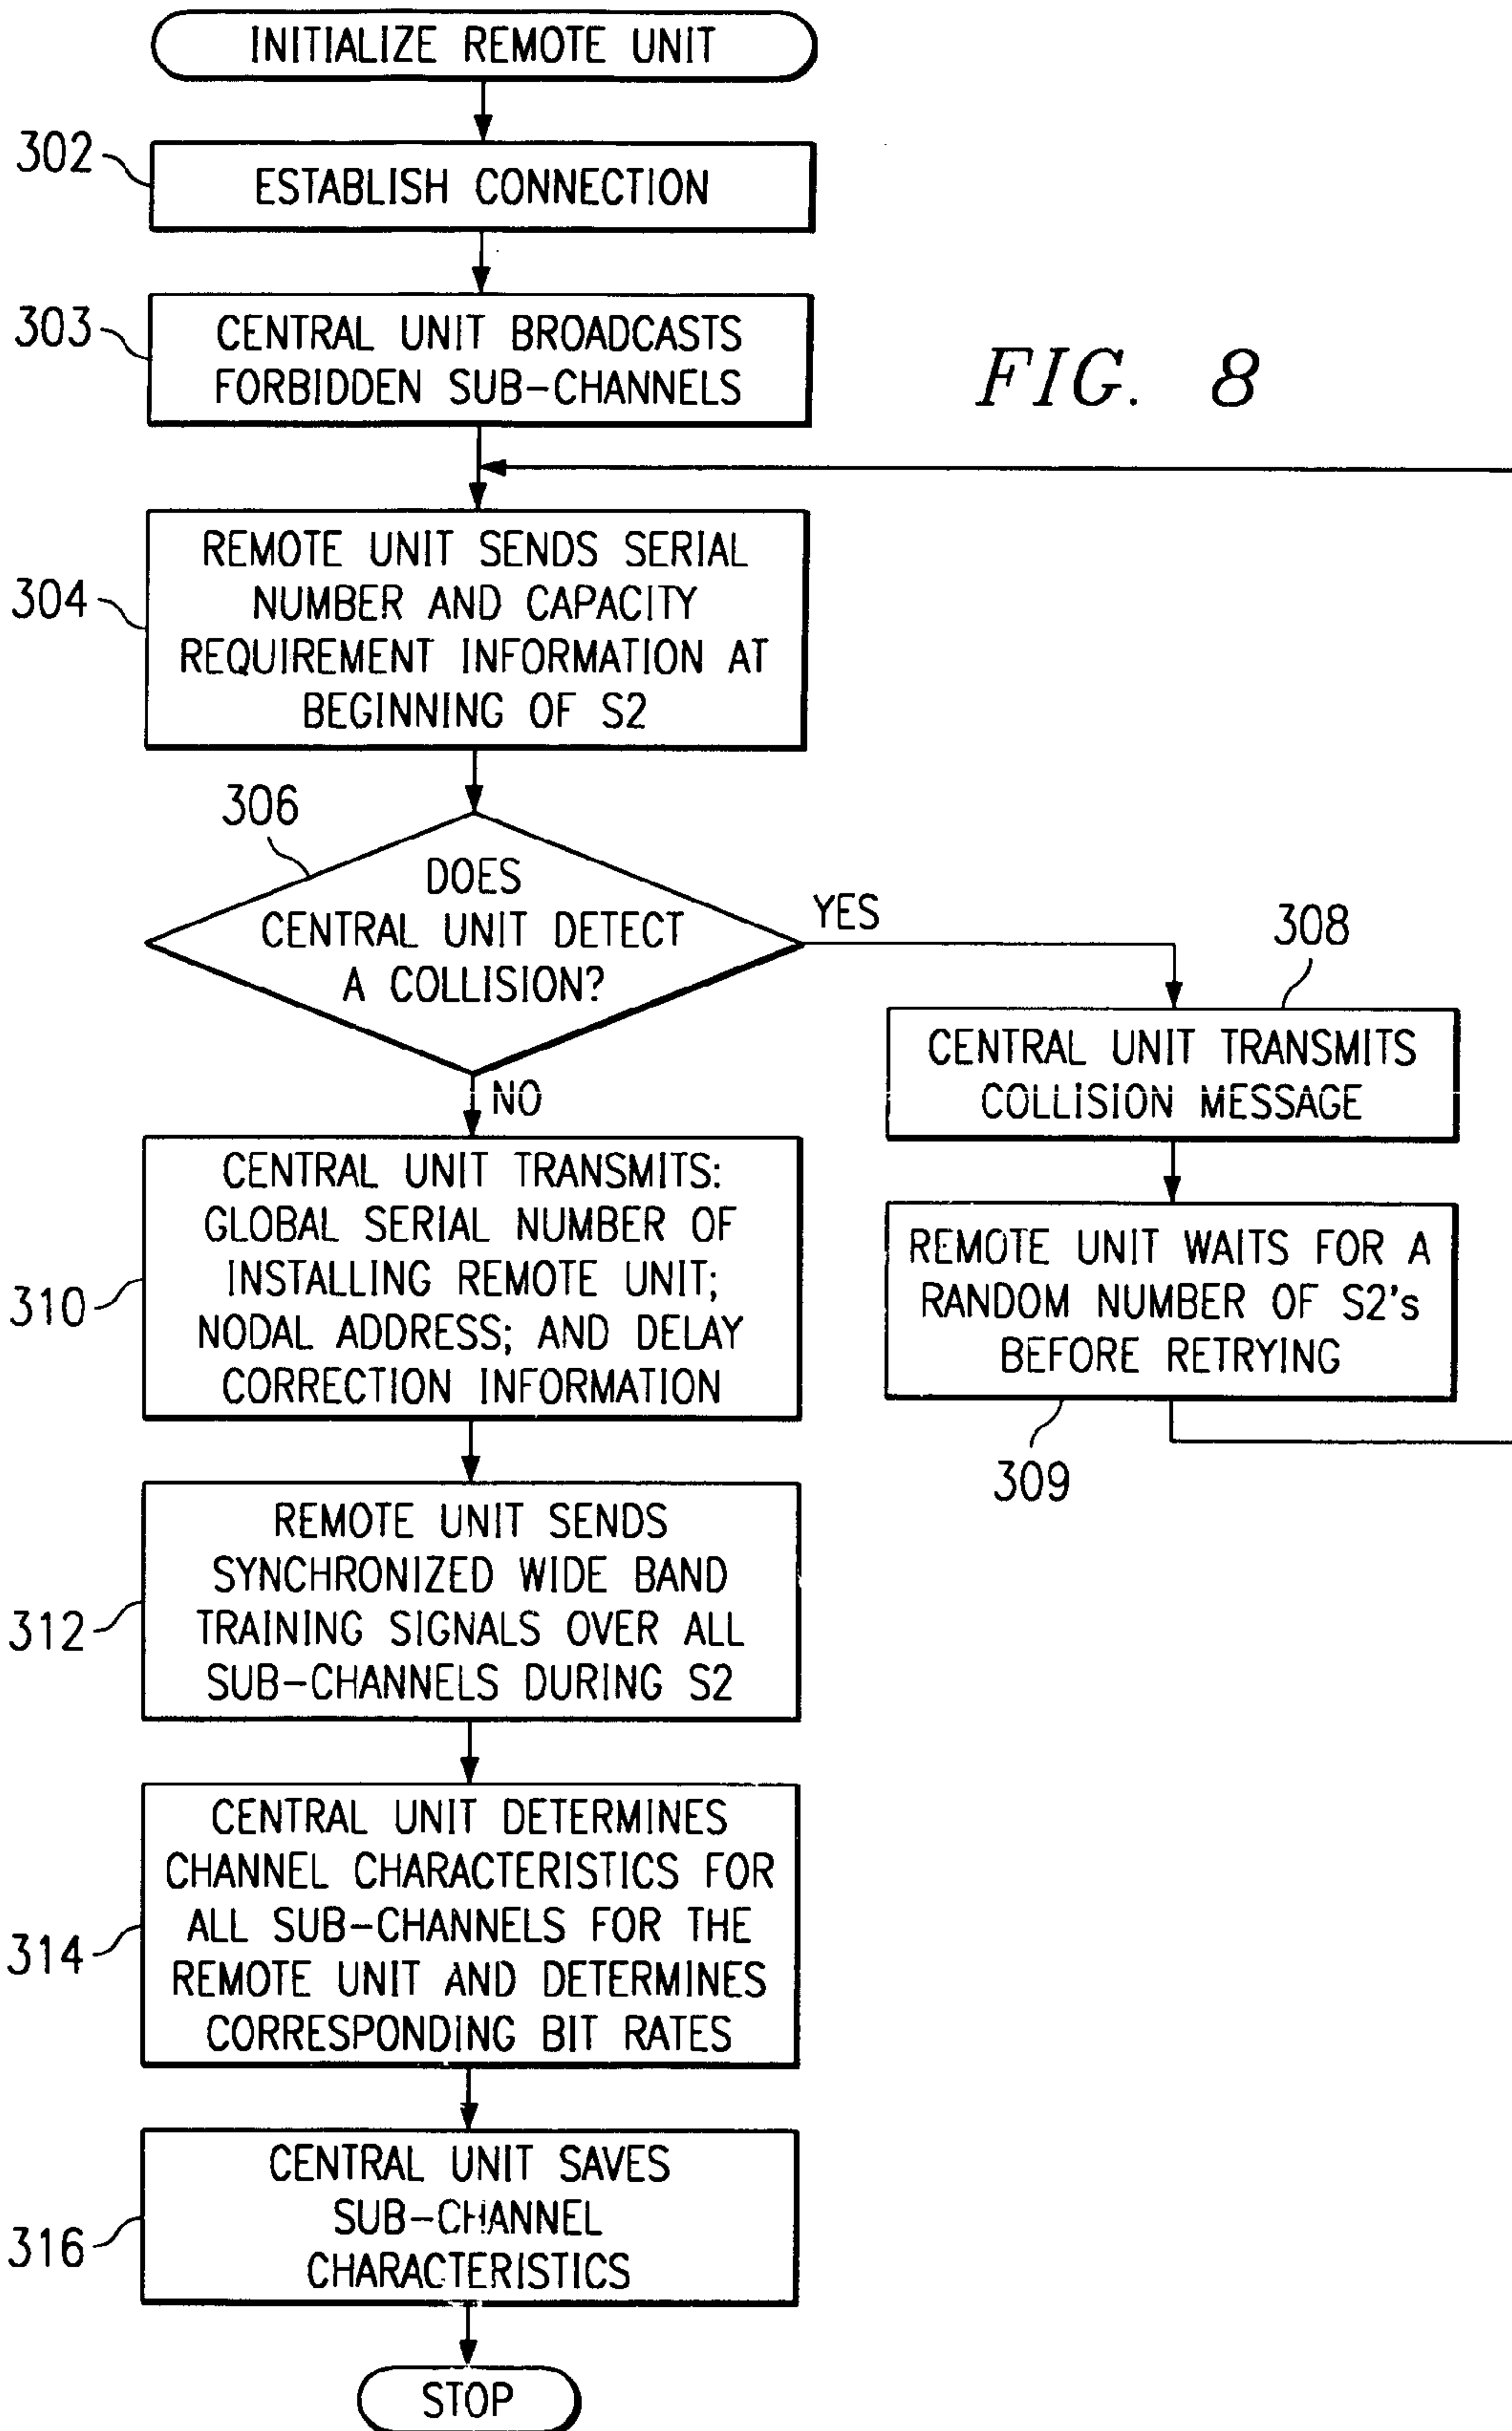 INITIALIZE REMOTE UNIT
302
ESTABLISH CONNECTION
303
CENTRAL UNIT BROADCASTS
FORBIDDEN SUB-CHANNELS
FIG. 8
304
REMOTE UNIT SENDS SERIAL
NUMBER AND CAPACITY
REQUIREMENT INFORMATION AT
BEGINNING OF S2
306
DOES
CENTRAL UNIT DETECT
A COLLISION?
YES
308
CENTRAL UNIT TRANSMITS
COLLISION MESSAGE
REMOTE UNIT WAITS FOR A
RANDOM NUMBER OF S2's
BEFORE RETRYING
309
NO
310
CENTRAL UNIT TRANSMITS:
GLOBAL SERIAL NUMBER OF
INSTALLING REMOTE UNIT;
NODAL ADDRESS; AND DELAY
CORRECTION INFORMATION
312
REMOTE UNIT SENDS
SYNCHRONIZED WIDE BAND
TRAINING SIGNALS OVER ALL
SUB-CHANNELS DURING S2
314
CENTRAL UNIT DETERMINES
CHANNEL CHARACTERISTICS FOR
ALL SUB-CHANNELS FOR THE
REMOTE UNIT AND DETERMINES
CORRESPONDING BIT RATES
316
CENTRAL UNIT SAVES
SUB-CHANNEL
CHARACTERISTICS
STOP